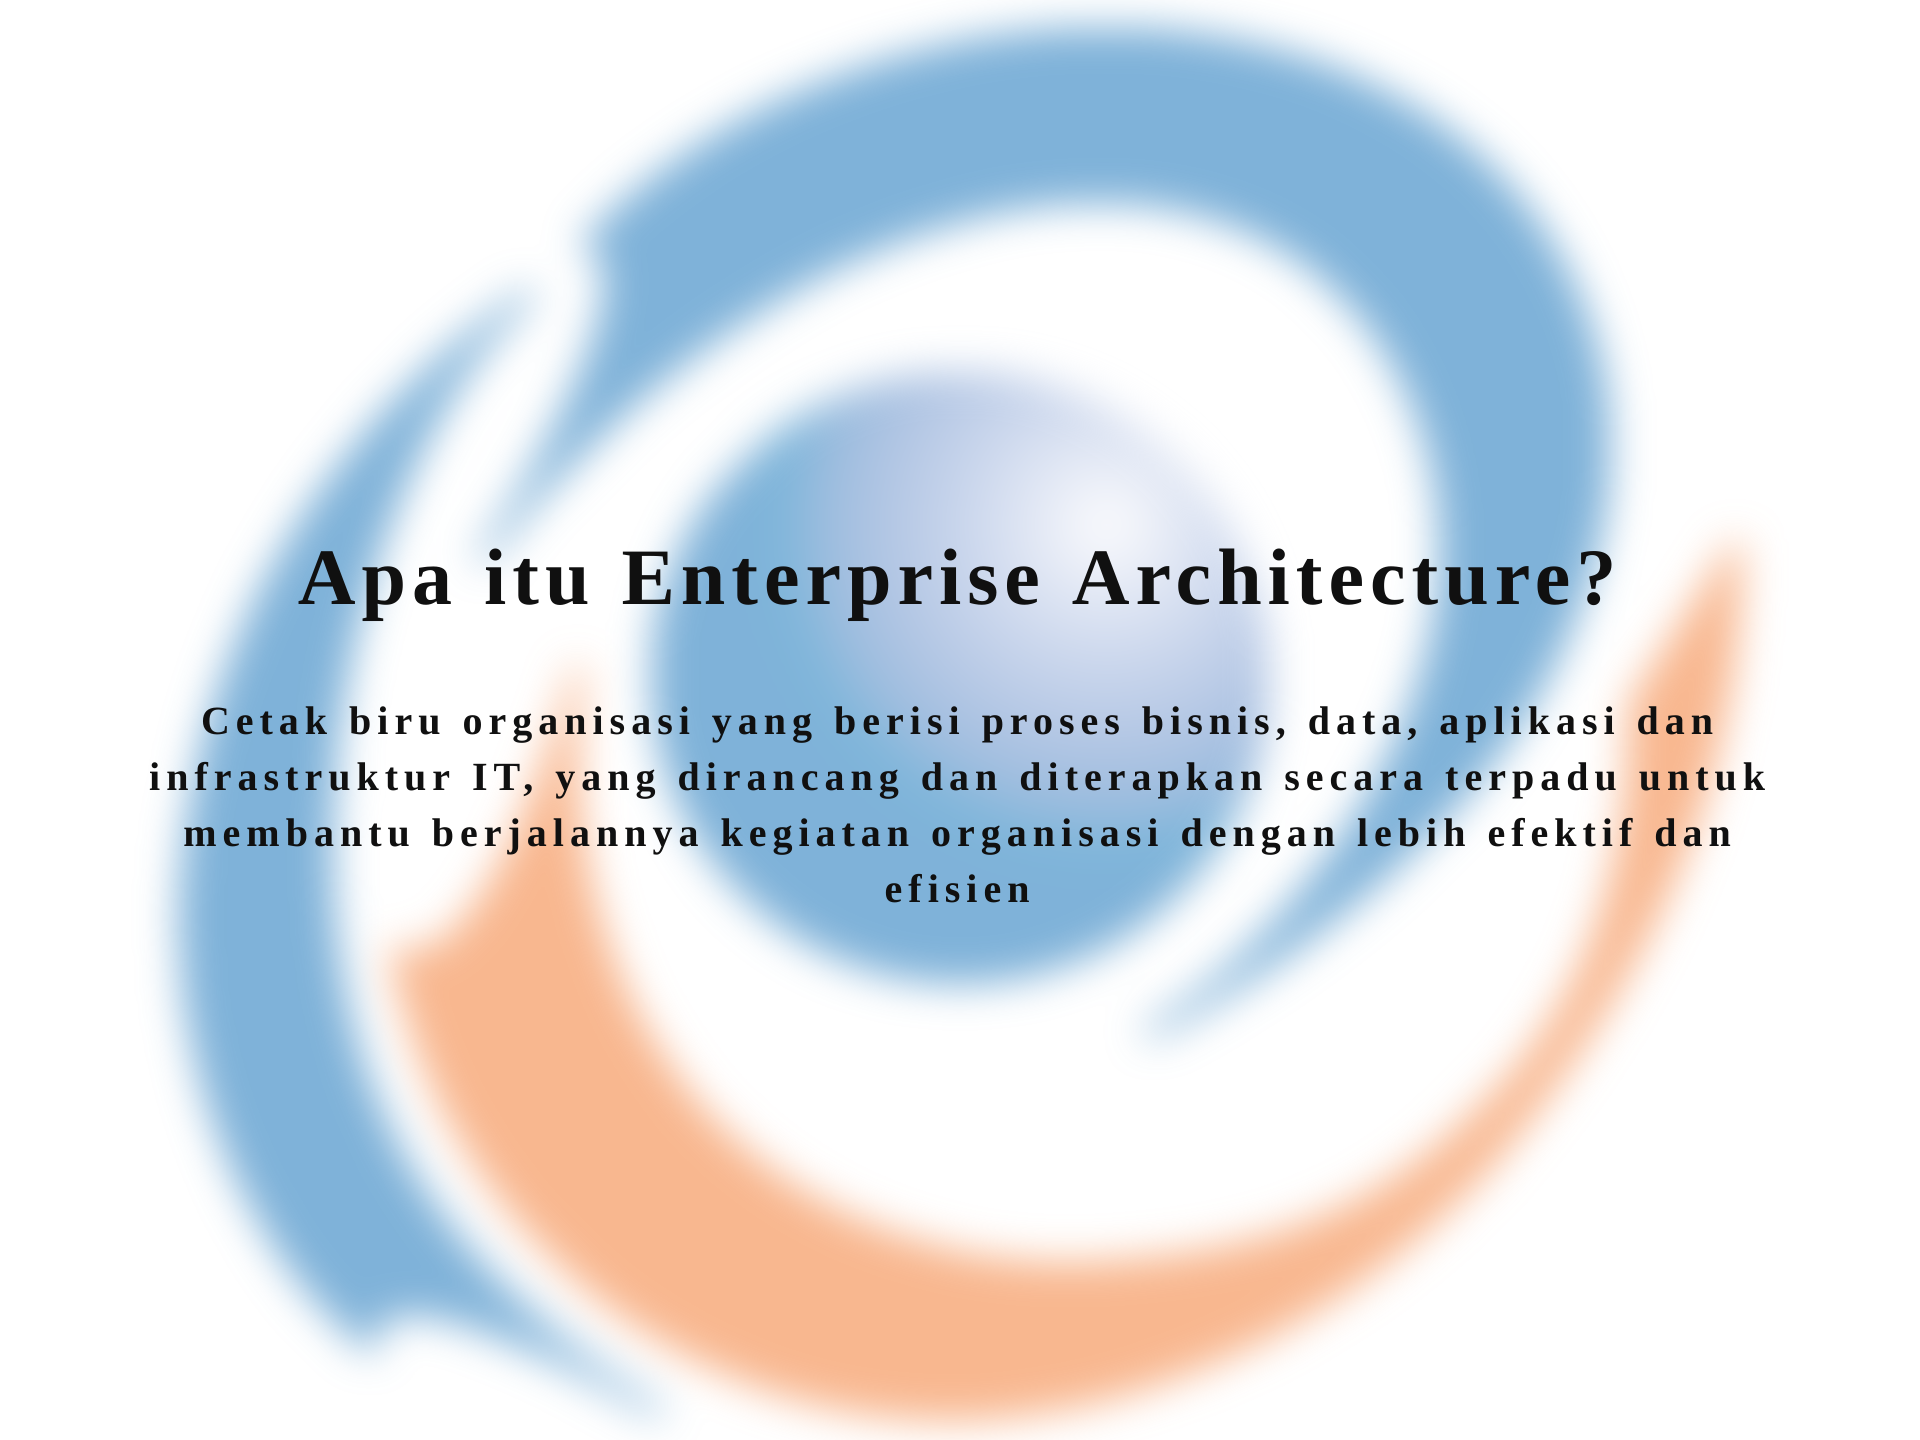 Apa itu Enterprise Architecture?
Cetak biru organisasi yang berisi proses bisnis, data, aplikasi dan
infrastruktur IT, yang dirancang dan diterapkan secara terpadu untuk
membantu berjalannya kegiatan organisasi dengan lebih efektif dan
efisien